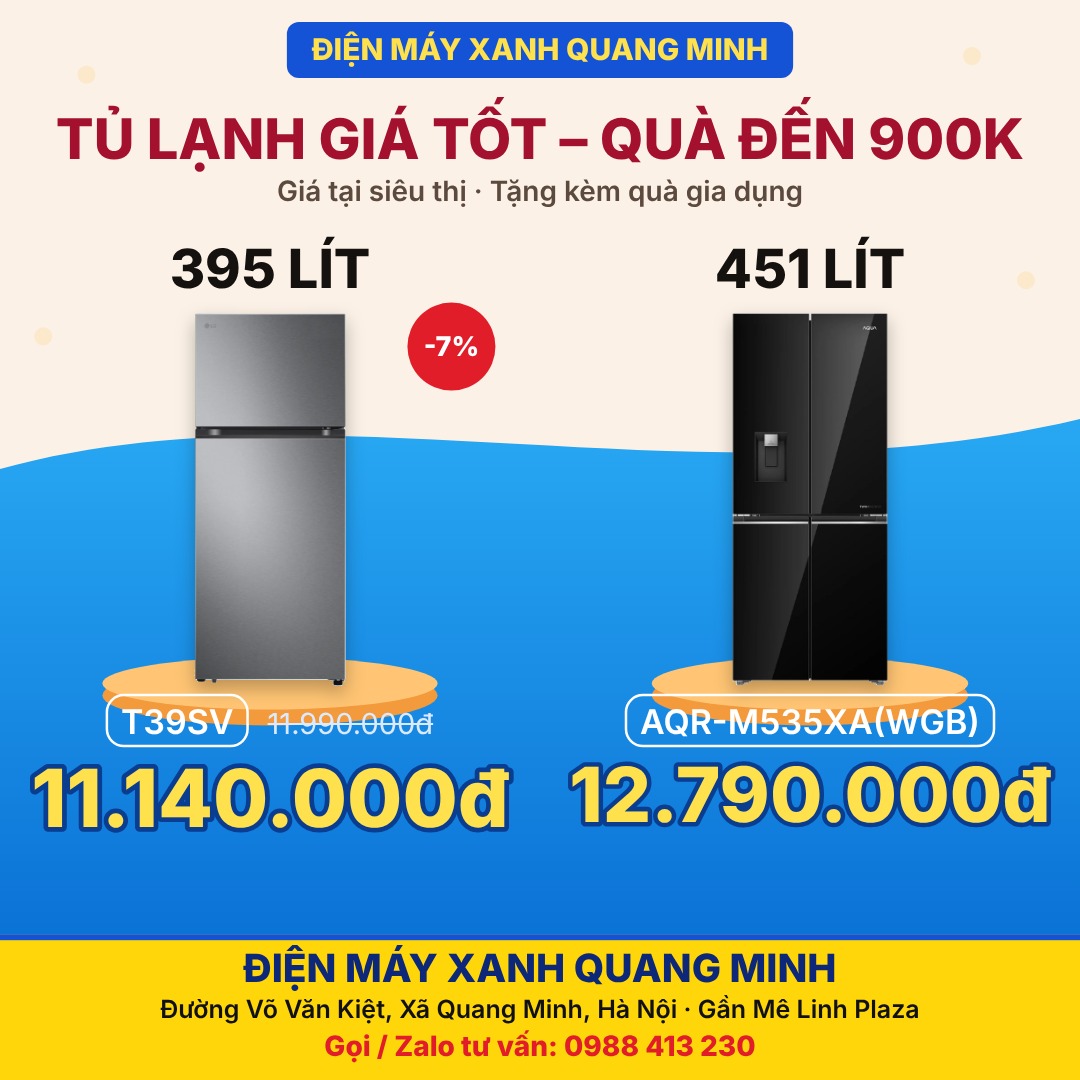 ĐIỆN MÁY XANH QUANG MINH
TỦ LẠNH GIÁ TỐT – QUÀ ĐẾN 900K
Giá tại siêu thị · Tặng kèm quà gia dụng
395 LÍT
451 LÍT
LG
-7%
AQUA
T39SV
11.990.000đ
AQR-M535XA(WGB)
11.140.000đ
12.790.000đ
ĐIỆN MÁY XANH QUANG MINH
Đường Võ Văn Kiệt, Xã Quang Minh, Hà Nội · Gần Mê Linh Plaza
Gọi / Zalo tư vấn: 0988 413 230